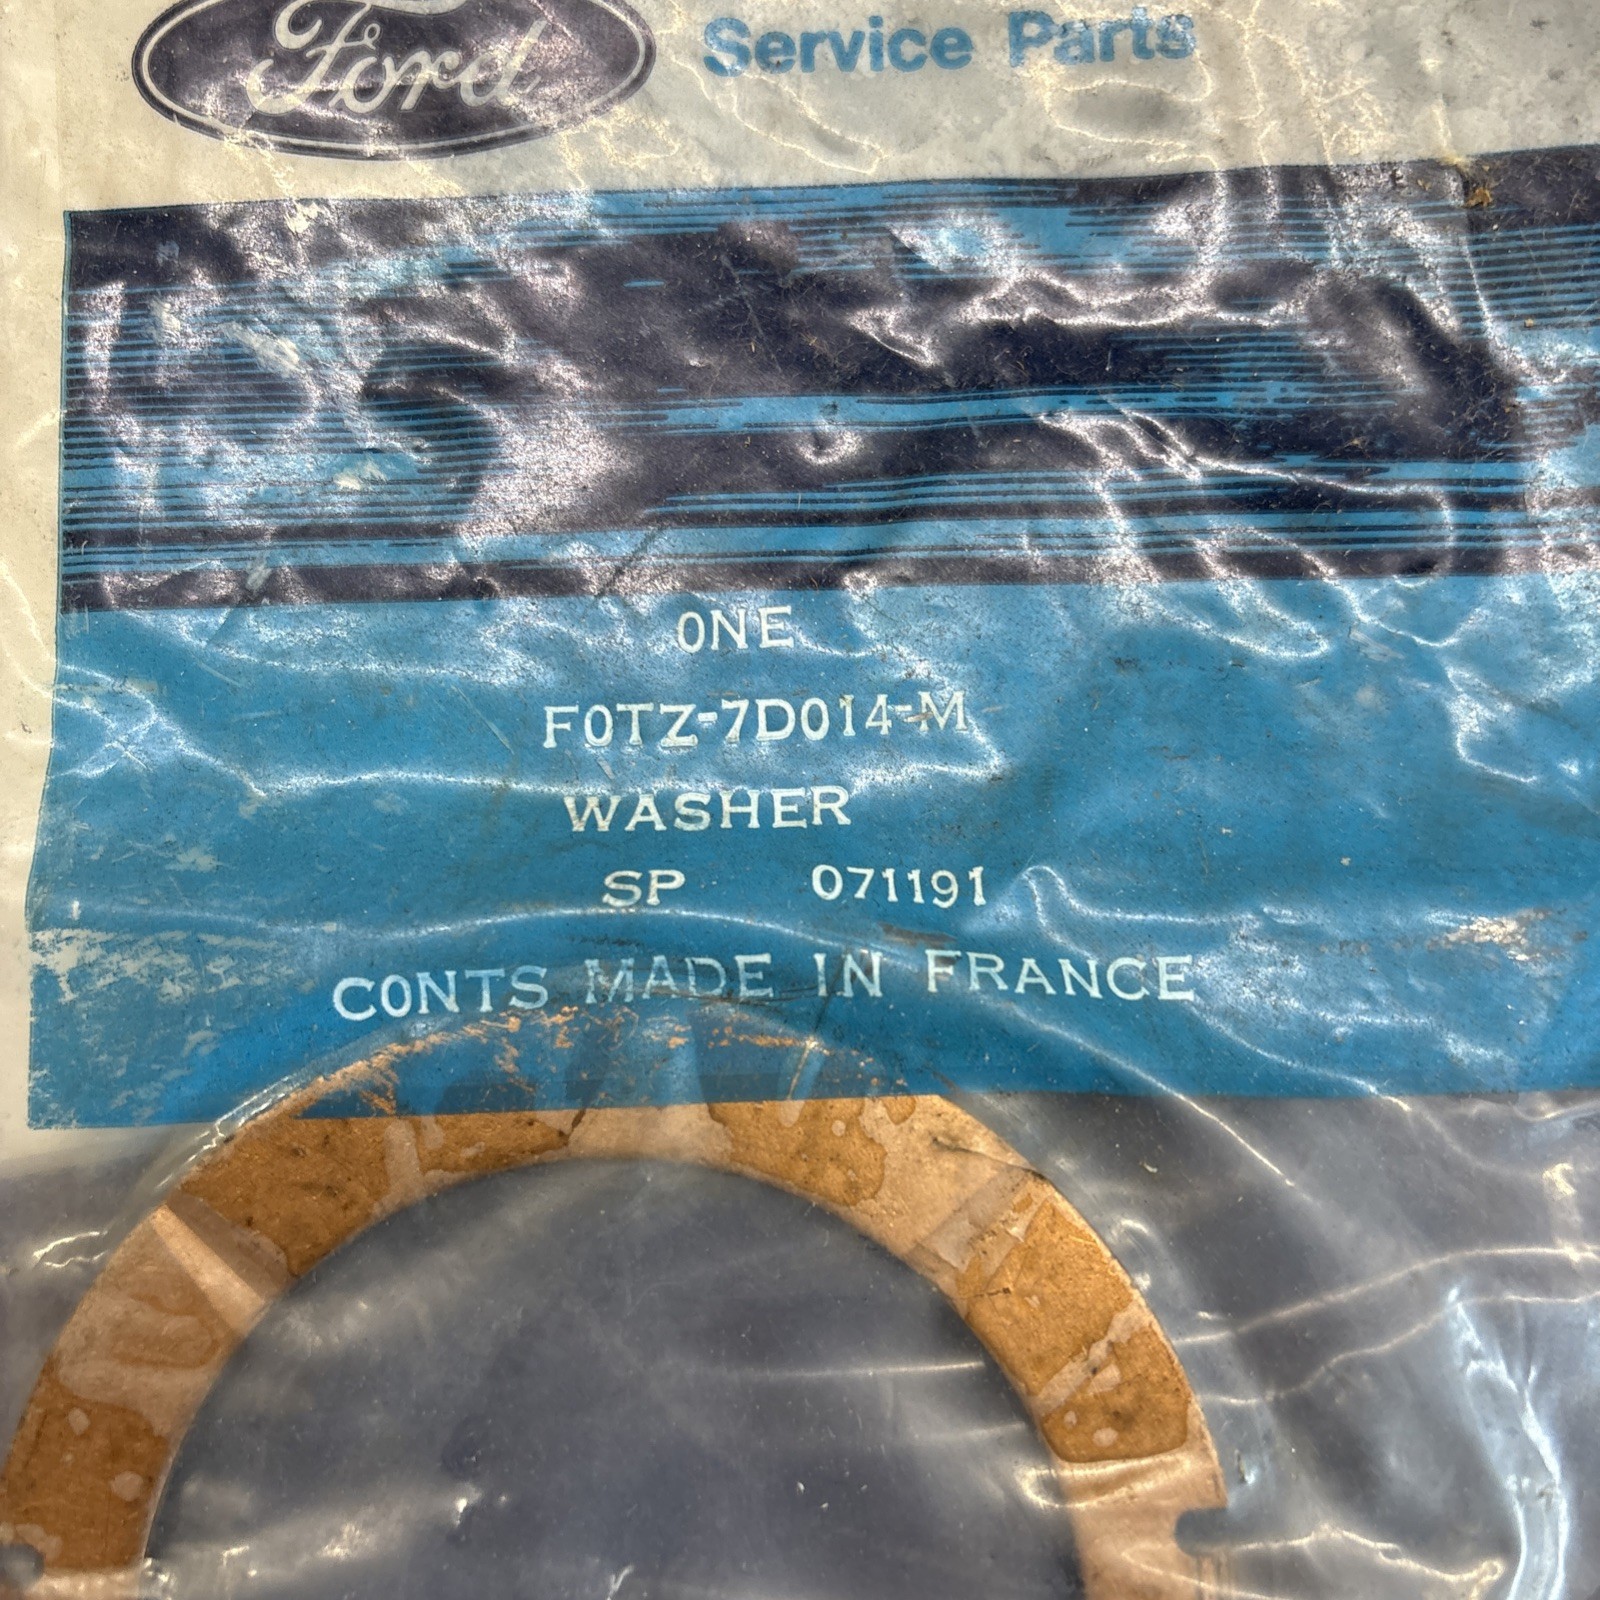 Ford Service Parts
ONE
F0TZ-7D014-M
WASHER
SP 071191
CONTS MADE IN FRANCE